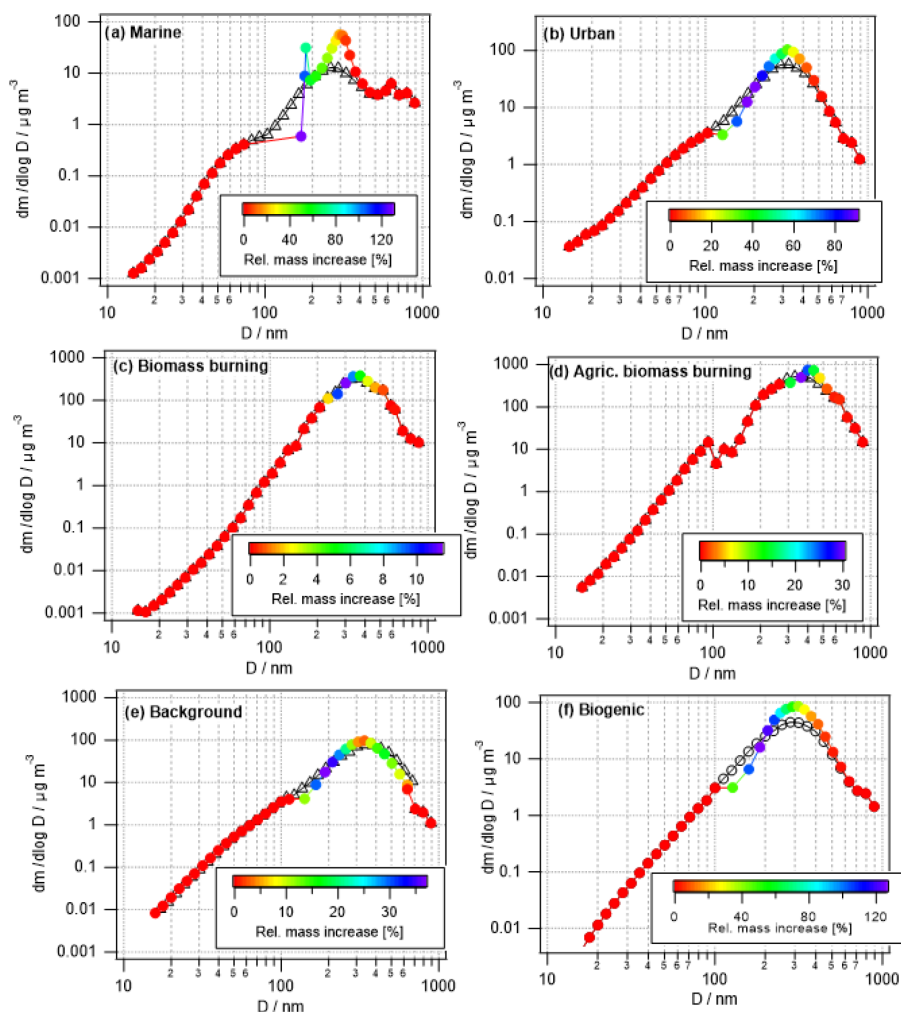 (a) Marine
100
10
1
0.1
0.01
0.001
dm /dlog D / µg m⁻³
0 40 80 120
Rel. mass increase [%]
10 2 3 4 5 6 100 2 3 4 5 6 1000
D / nm
(b) Urban
100
10
1
0.1
0.01
dm /dlog D / µg m⁻³
0 20 40 60 80
Rel. mass increase [%]
10 2 3 4 5 6 7 100 2 3 4 5 6 7 1000
D / nm
(c) Biomass burning
1000
100
10
1
0.1
0.01
0.001
dm /dlog D / µg m⁻³
0 2 4 6 8 10
Rel. mass increase [%]
10 2 3 4 5 6 100 2 3 4 5 6 1000
D / nm
(d) Agric. biomass burning
1000
100
10
1
0.1
0.01
0.001
dm /dlog D / µg m⁻³
0 10 20 30
Rel. mass increase [%]
10 2 3 4 5 6 100 2 3 4 5 6 1000
D / nm
(e) Background
1000
100
10
1
0.1
0.01
0.001
dm /dlog D / µg m⁻³
0 10 20 30
Rel. mass increase [%]
10 2 3 4 5 6 100 2 3 4 5 6 1000
D / nm
(f) Biogenic
100
10
1
0.1
0.01
dm /dlog D / µg m⁻³
0 40 80 120
Rel. mass increase [%]
10 2 3 4 5 6 7 100 2 3 4 5 6 7 1000
D / nm